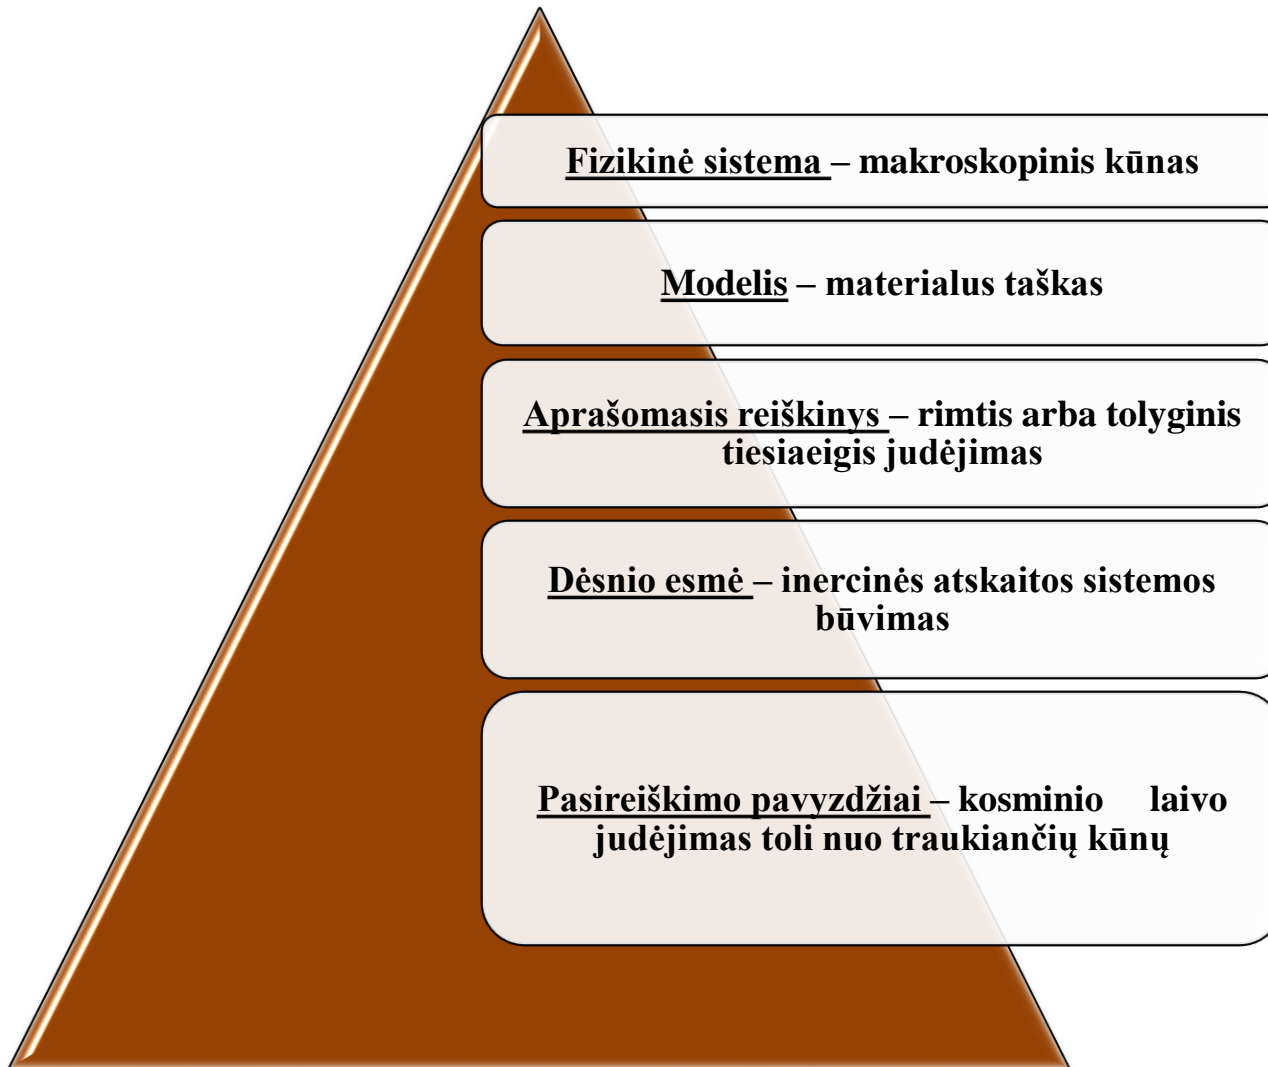 Fizikinė sistema – makroskopinis kūnas
Modelis – materialus taškas
Aprašomasis reiškinys – rimtis arba tolyginis
tiesiaeigis judėjimas
Dėsnio esmė – inercinės atskaitos sistemos
būvimas
Pasireiškimo pavyzdžiai – kosminio laivo
judėjimas toli nuo traukiančių kūnų